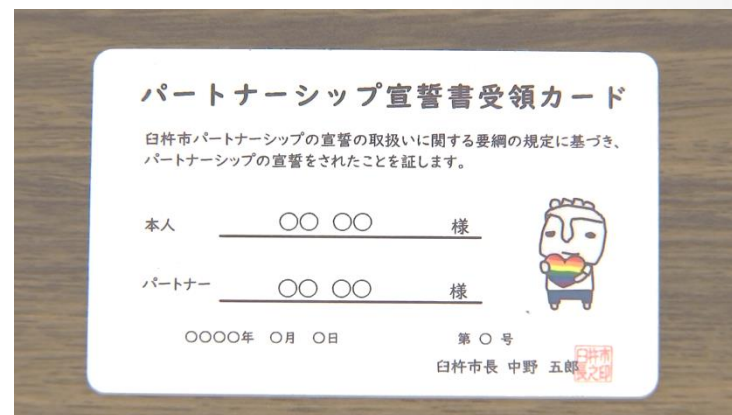 パートナーシップ宣誓書受領カード
臼杵市パートナーシップの宣誓の取扱いに関する要綱の規定に基づき、
パートナーシップの宣誓をされたことを証します。
本人 〇〇 〇〇 様
パートナー 〇〇 〇〇 様
〇〇〇〇年 〇月 〇日 第 〇 号
臼杵市長 中野 五郎
臼杵市
長之印